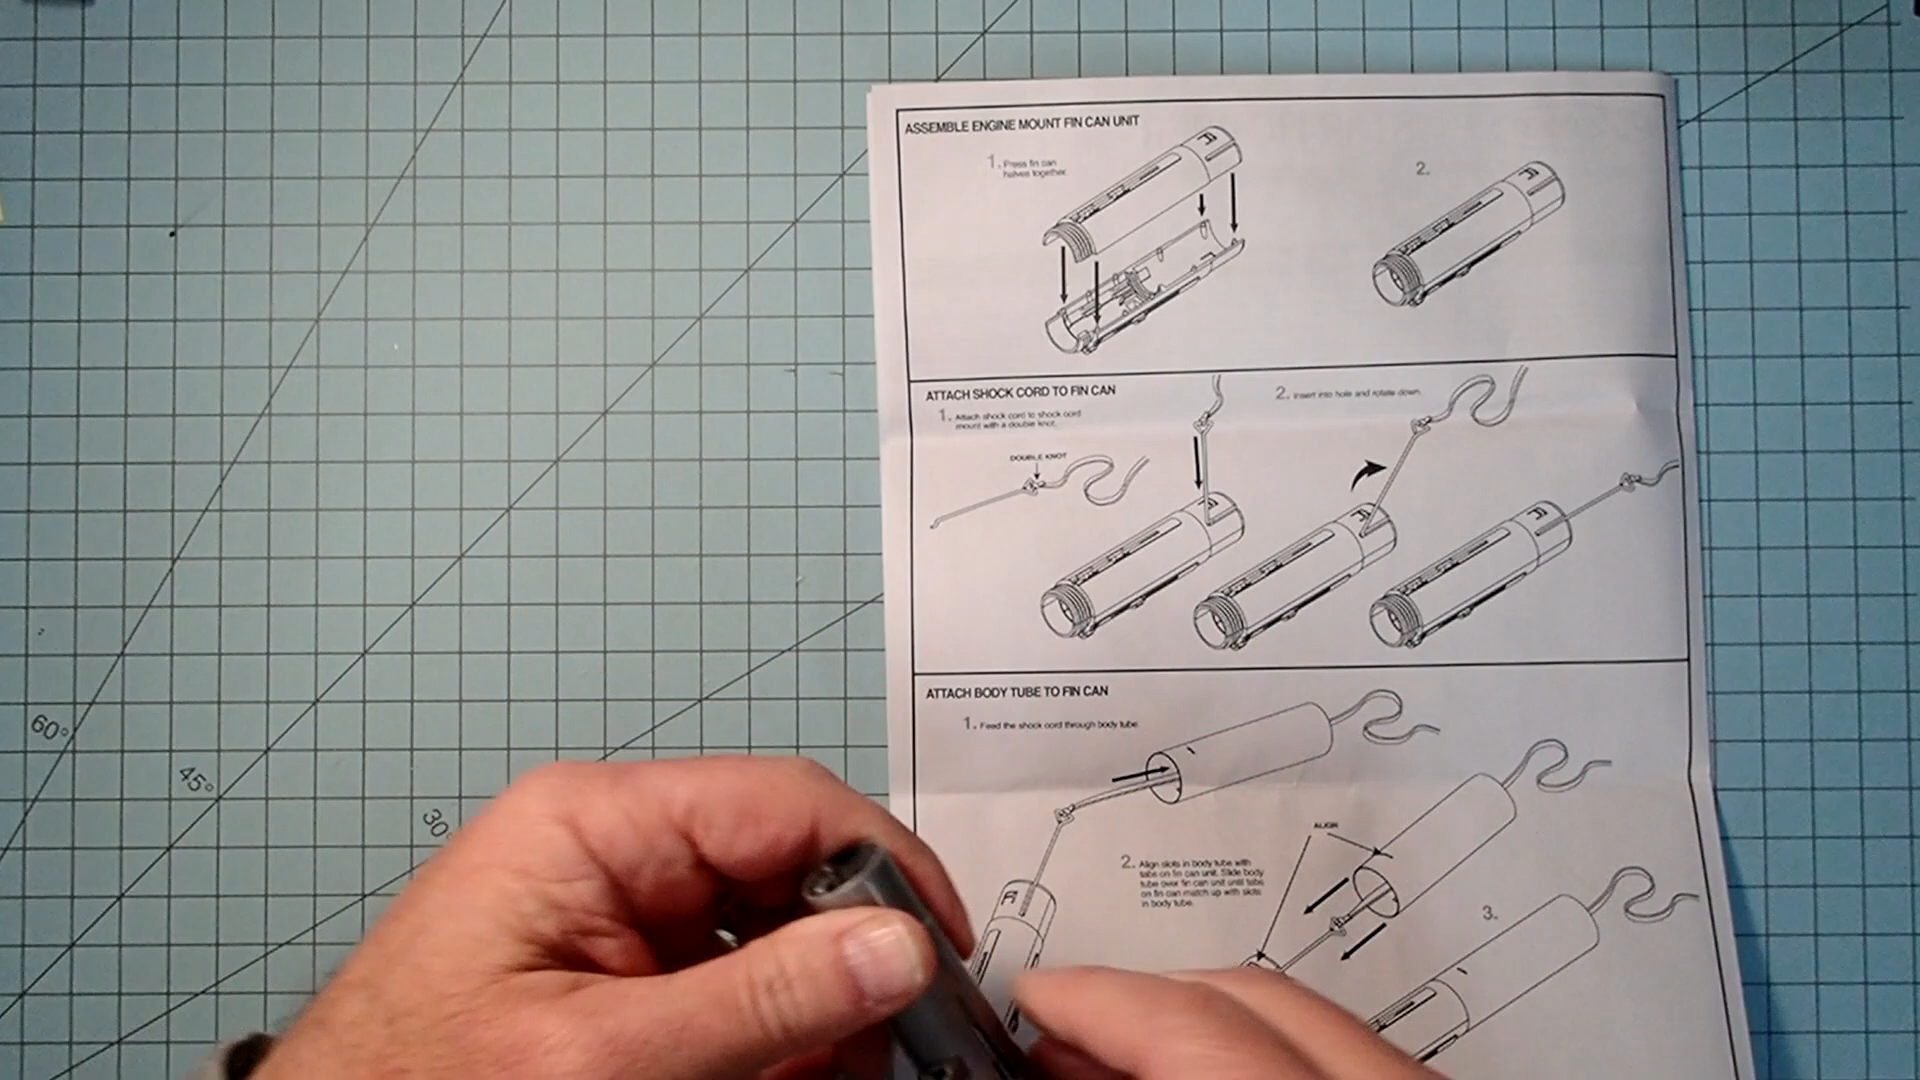 ASSEMBLE ENGINE MOUNT FIN CAN UNIT
1. Press fin can
halves together.
2.
ATTACH SHOCK CORD TO FIN CAN
1. Attach shock cord to shock cord
mount with a double knot.
DOUBLE KNOT
2. Insert into hole and rotate down.
ATTACH BODY TUBE TO FIN CAN
1. Feed the shock cord through body tube.
ALIGN
2. Align slots in body tube with
tabs on fin can unit. Slide body
tube over fin can unit until tabs
on fin can match up with slots
in body tube.
3.
60°
45°
30°